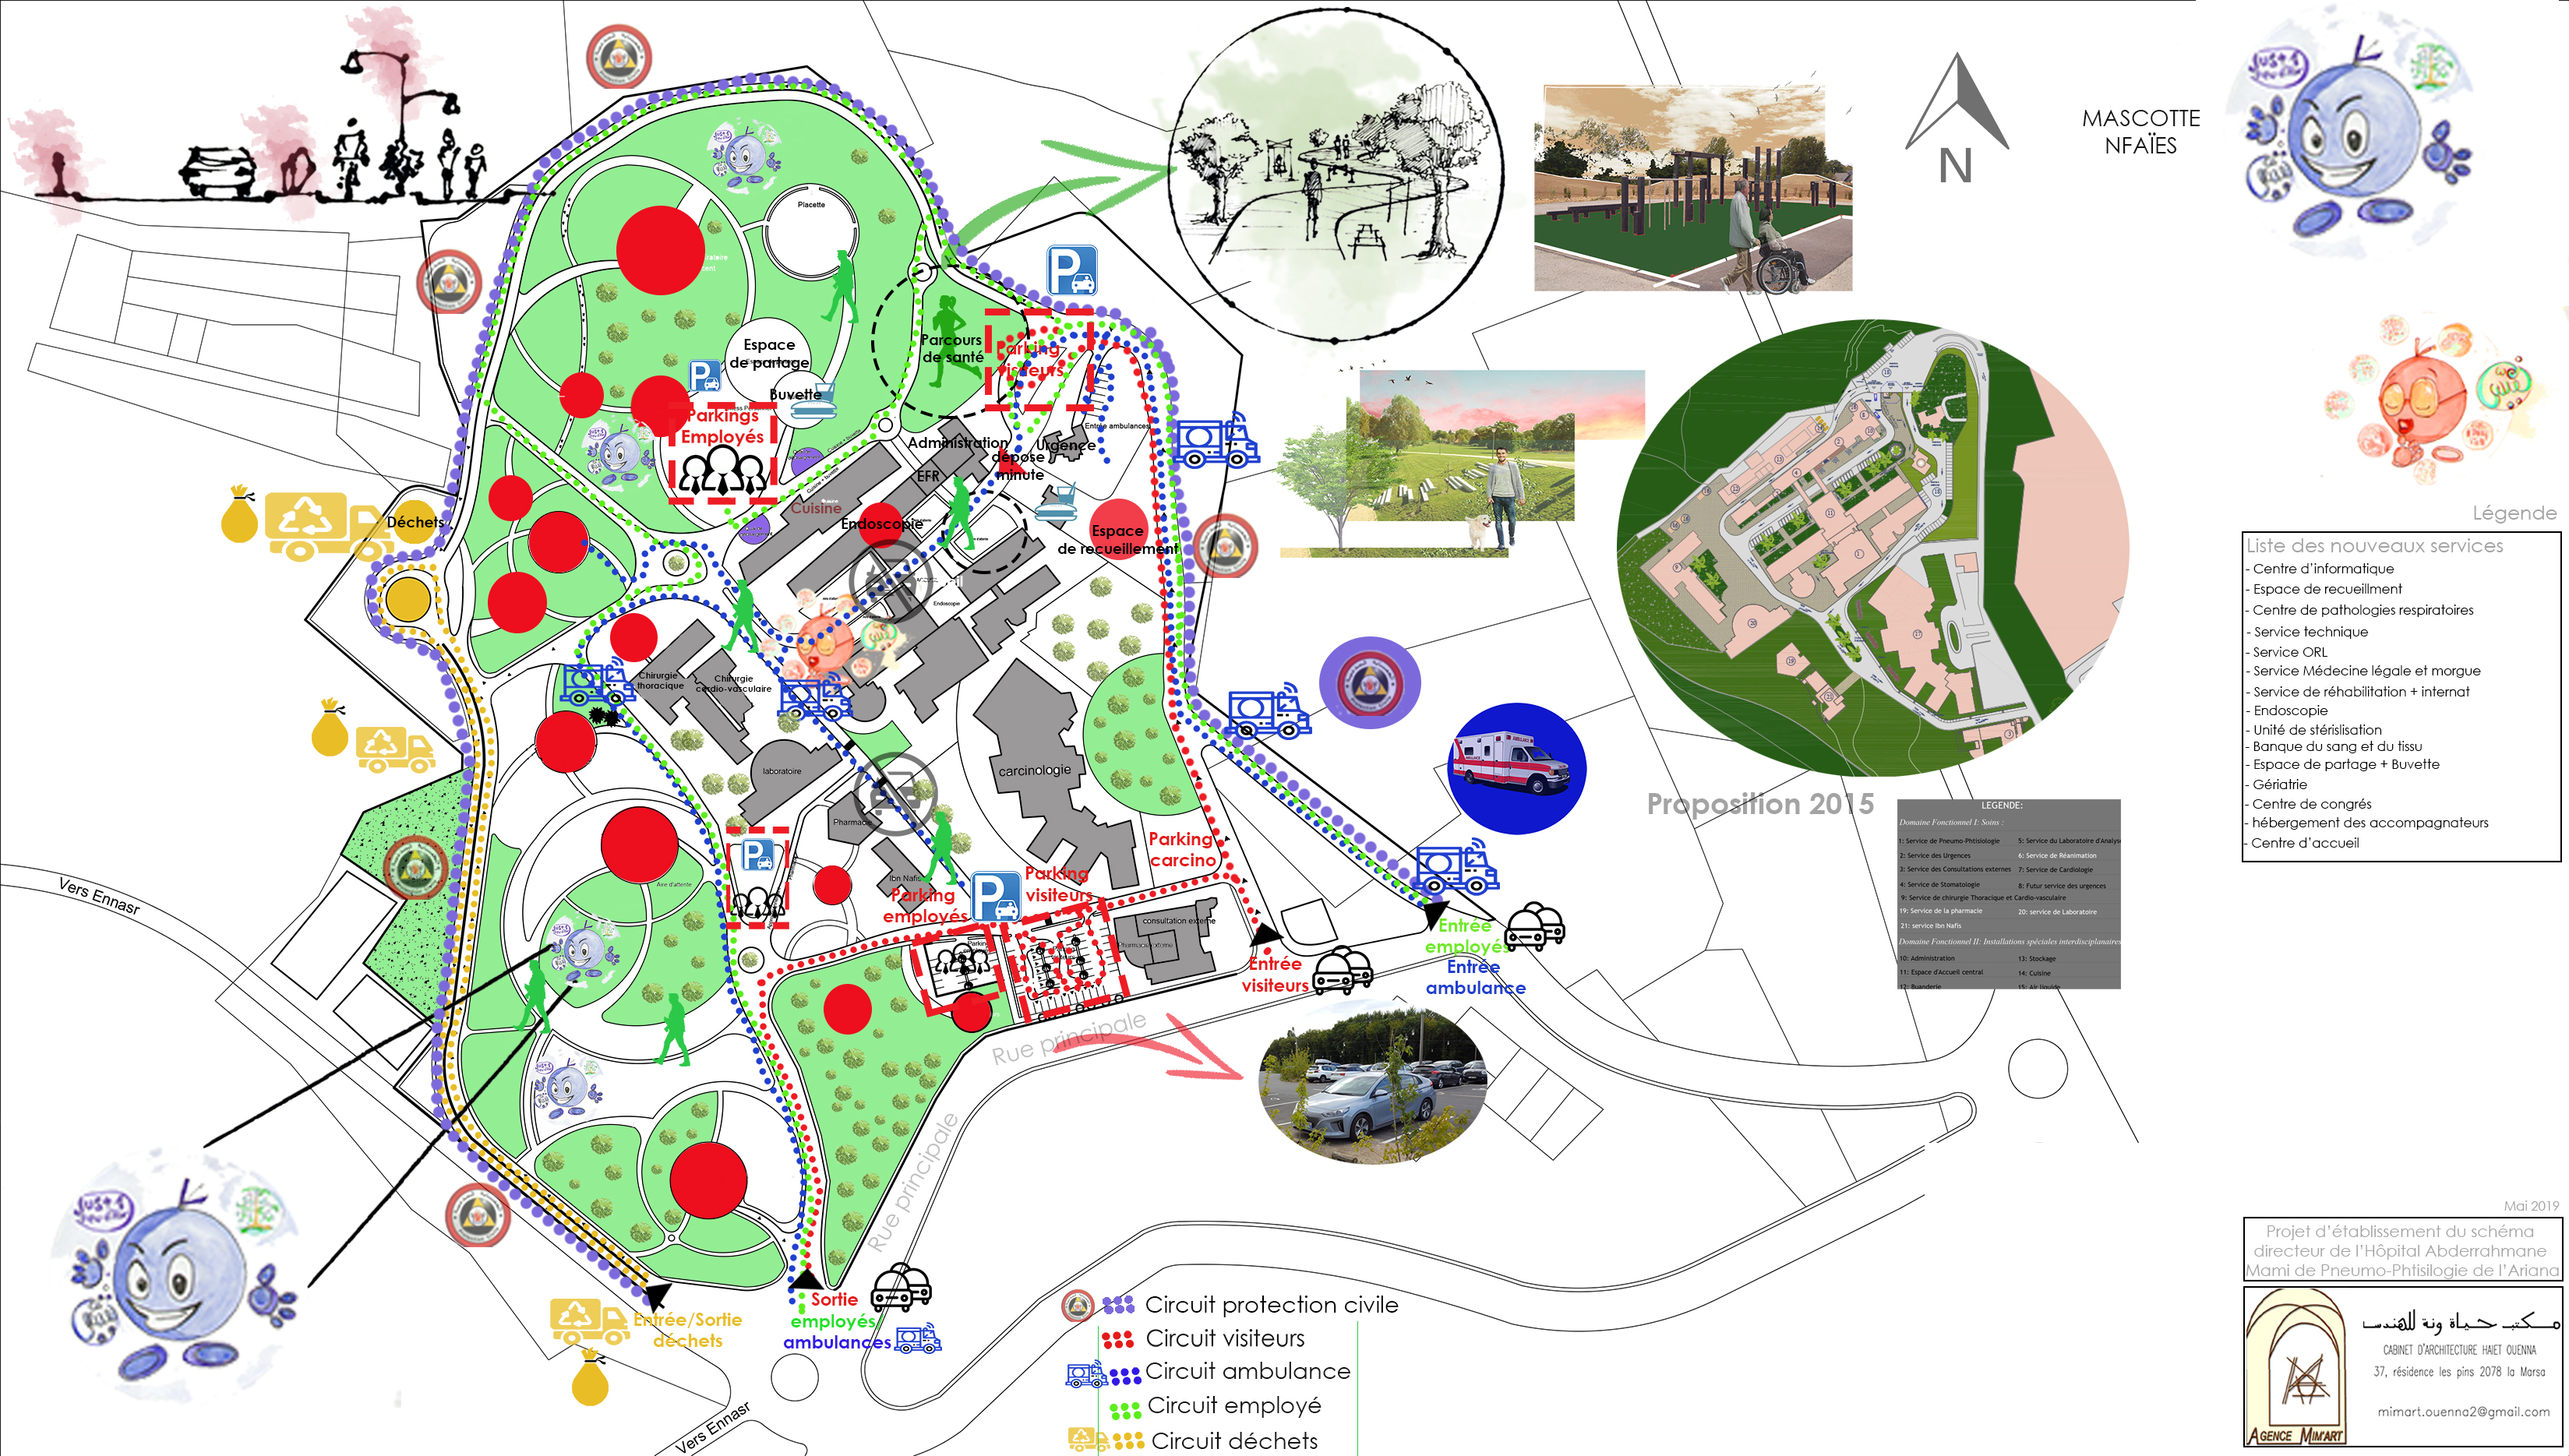 MASCOTTE
NFAÏES
N
Placette
Espace
de partage
Buvette
Parkings
Employés
Parcours
de santé
Parking
visiteurs
Entrée ambulances
Administration
Urgence
dépose
minute
EFR
Cuisine
Endoscopie
Espace
de recueillement
Endoscopie
Déchets
Chirurgie
thoracique
Chirurgie
cardio-vasculaire
laboratoire
carcinologie
Pharmacie
Ibn Nafis
Parking
employés
Parking
visiteurs
Parking
carcino
consultation externe
Aire d'attente
Vers Ennasr
Entrée
visiteurs
Entrée
employés
Entrée
ambulance
Rue principale
Rue principale
Entrée/Sortie
déchets
Sortie
employés
ambulances
Vers Ennasr
Circuit protection civile
Circuit visiteurs
Circuit ambulance
Circuit employé
Circuit déchets
Proposition 2015
LEGENDE:
Domaine Fonctionnel I: Soins :
1: Service de Pneumo-Phtisiologie
5: Service du Laboratoire d'Analyse
2: Service des Urgences
6: Service de Réanimation
3: Service des Consultations externes
7: Service de Cardiologie
4: Service de Stomatologie
8: Futur service des urgences
9: Service de chirurgie Thoracique et Cardio-vasculaire
19: Service de la pharmacie
20: service de Laboratoire
21: service Ibn Nafis
Domaine Fonctionnel II: Installations spéciales interdisciplinaires
10: Administration
13: Stockage
11: Espace d'Accueil central
14: Cuisine
12: Buanderie
15: Air liquide
Légende
Liste des nouveaux services
- Centre d'informatique
- Espace de recueillment
- Centre de pathologies respiratoires
- Service technique
- Service ORL
- Service Médecine légale et morgue
- Service de réhabilitation + internat
- Endoscopie
- Unité de stérislisation
- Banque du sang et du tissu
- Espace de partage + Buvette
- Gériatrie
- Centre de congrés
- hébergement des accompagnateurs
- Centre d'accueil
Mai 2019
Projet d'établissement du schéma
directeur de l'Hôpital Abderrahmane
Mami de Pneumo-Phtisilogie de l'Ariana
مكتب حياة ونة للهندسة
CABINET D'ARCHITECTURE HAIET OUENNA
37, résidence les pins 2078 la Marsa
mimart.ouenna2@gmail.com
AGENCE MIM'ART